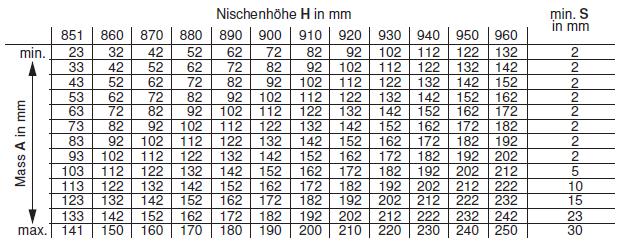 Nischenhöhe H in mm min. S
in mm
851 860 870 880 890 900 910 920 930 940 950 960
min. 23 32 42 52 62 72 82 92 102 112 122 132 2
33 42 52 62 72 82 92 102 112 122 132 142 2
43 52 62 72 82 92 102 112 122 132 142 152 2
53 62 72 82 92 102 112 122 132 142 152 162 2
63 72 82 92 102 112 122 132 142 152 162 172 2
73 82 92 102 112 122 132 142 152 162 172 182 2
83 92 102 112 122 132 142 152 162 172 182 192 2
93 102 112 122 132 142 152 162 172 182 192 202 2
103 112 122 132 142 152 162 172 182 192 202 212 5
113 122 132 142 152 162 172 182 192 202 212 222 10
123 132 142 152 162 172 182 192 202 212 222 232 15
133 142 152 162 172 182 192 202 212 222 232 242 23
max. 141 150 160 170 180 190 200 210 220 230 240 250 30
Mass A in mm